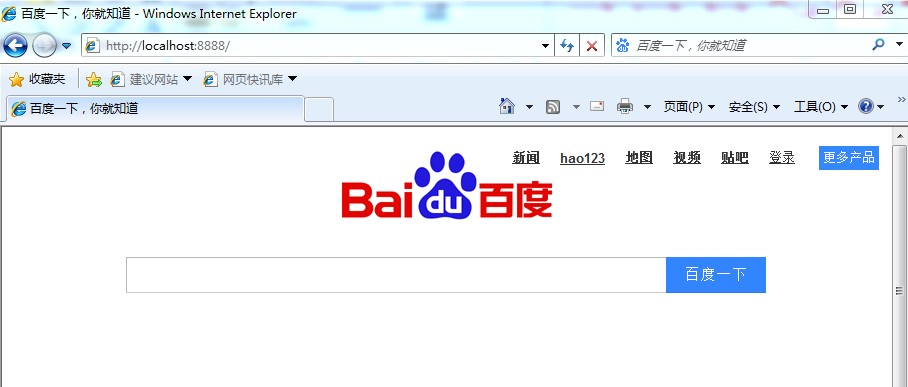 百度一下，你就知道 - Windows Internet Explorer
http://localhost:8888/ 百度一下，你就知道
收藏夹 建议网站 网页快讯库
百度一下，你就知道 页面(P) 安全(S) 工具(O)
新闻 hao123 地图 视频 贴吧 登录 更多产品
Bai du 百度
百度一下